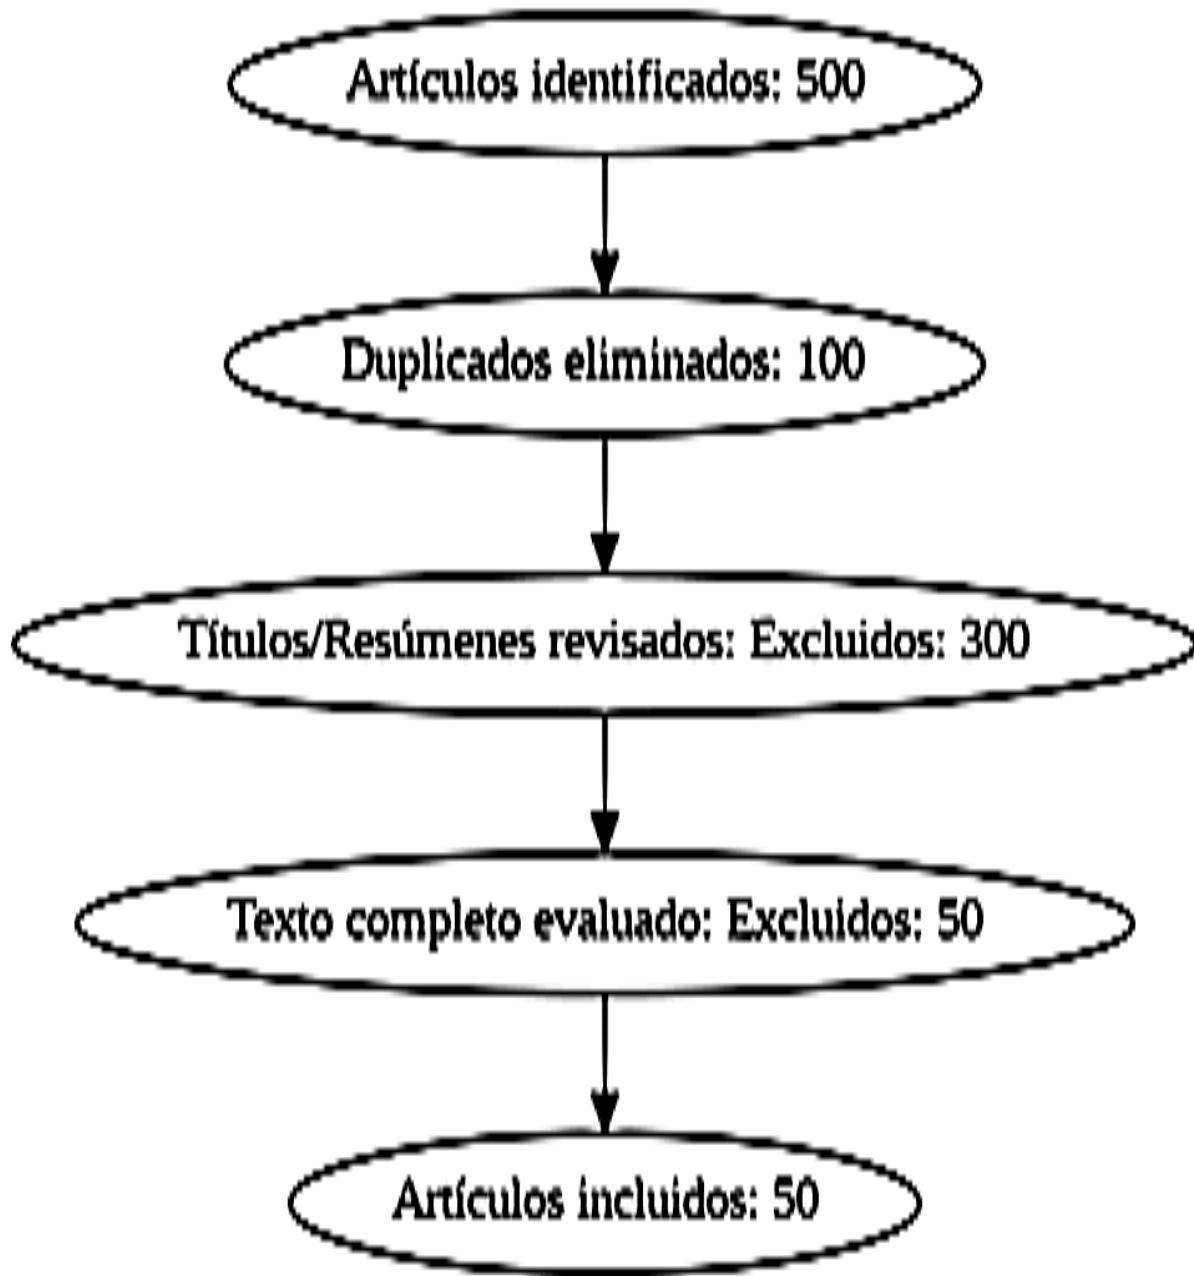 Artículos identificados: 500
Duplicados eliminados: 100
Títulos/Resúmenes revisados: Excluidos: 300
Texto completo evaluado: Excluidos: 50
Artículos incluidos: 50